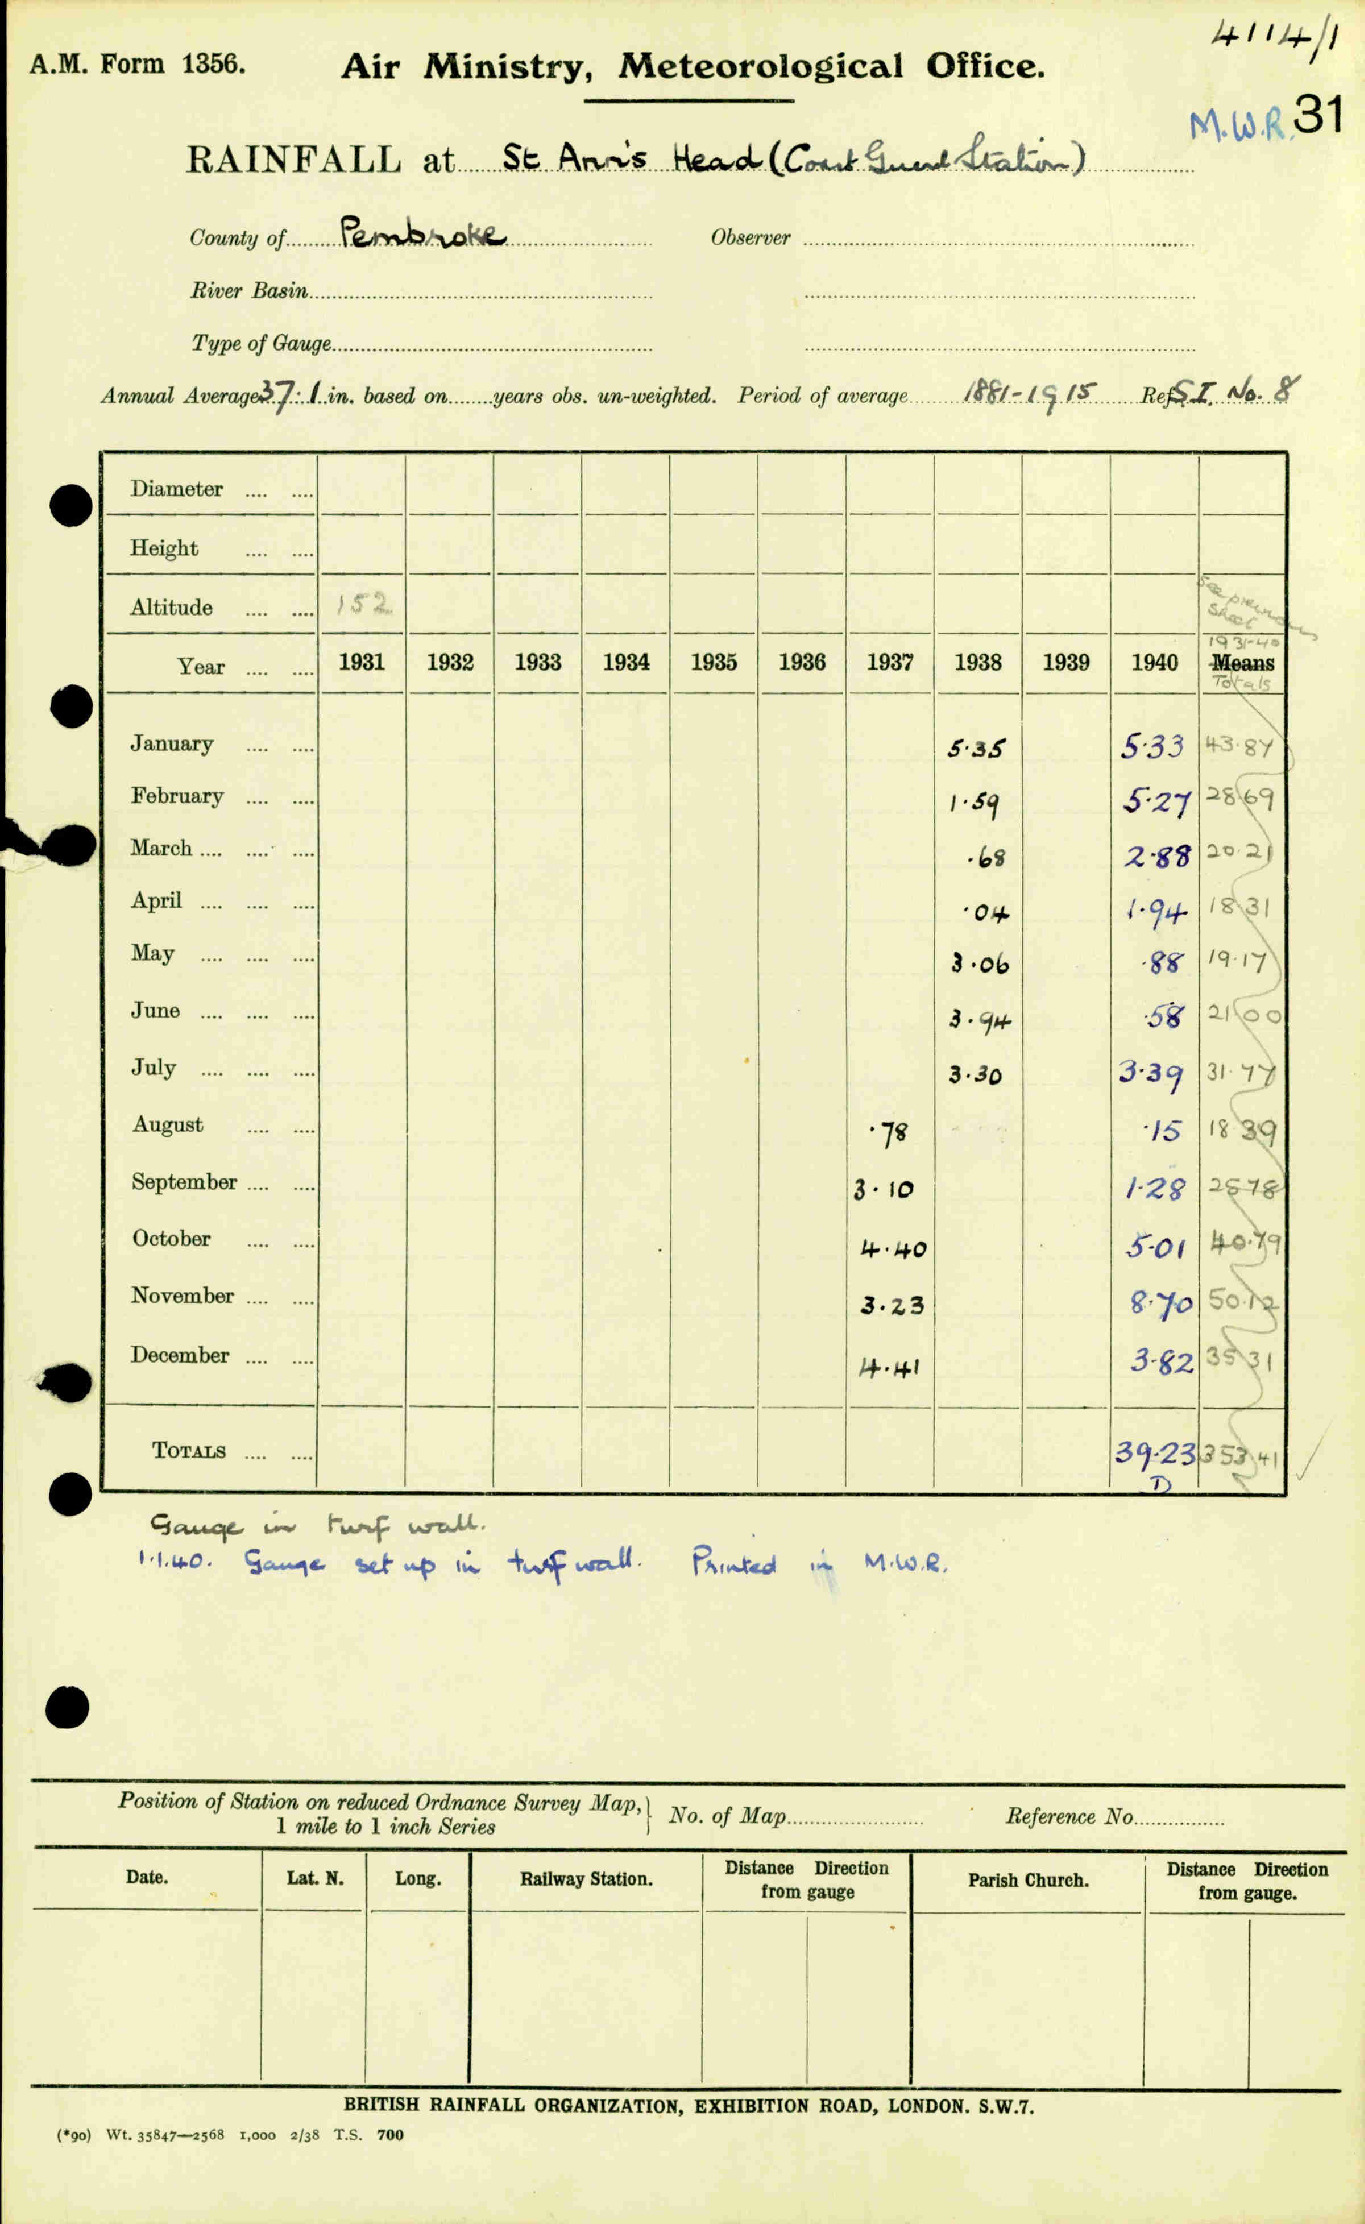 4114/1
A.M. Form 1356. Air Ministry, Meteorological Office.
M.W.R. 31
RAINFALL at St Ann's Head (Coast Guard Station)
County of Pembroke Observer
River Basin
Type of Gauge
Annual Average 37.1 in. based on years obs. un-weighted. Period of average 1881-1915 Ref. S.I. No. 8
Diameter
Height
Altitude 152
See previous sheet
1931-40
Year 1931 1932 1933 1934 1935 1936 1937 1938 1939 1940 Means
Totals
January 5.35 5.33 43.87
February 1.59 5.27 28.69
March .68 2.88 20.21
April .04 1.94 18.31
May 3.06 .88 19.17
June 3.94 .58 21.00
July 3.30 3.39 31.77
August .78 .15 18.39
September 3.10 1.28 25.78
October 4.40 5.01 40.79
November 3.23 8.70 50.12
December 4.41 3.82 35.31
TOTALS 39.23 353.41
D
Gauge in turf wall.
1.1.40. Gauge set up in turf wall. Printed in M.W.R.
Position of Station on reduced Ordnance Survey Map, 1 mile to 1 inch Series No. of Map Reference No.
Date. Lat. N. Long. Railway Station. Distance Direction from gauge Parish Church. Distance Direction from gauge.
BRITISH RAINFALL ORGANIZATION, EXHIBITION ROAD, LONDON. S.W.7.
(*90) Wt. 35847—2568 1,000 2/38 T.S. 700